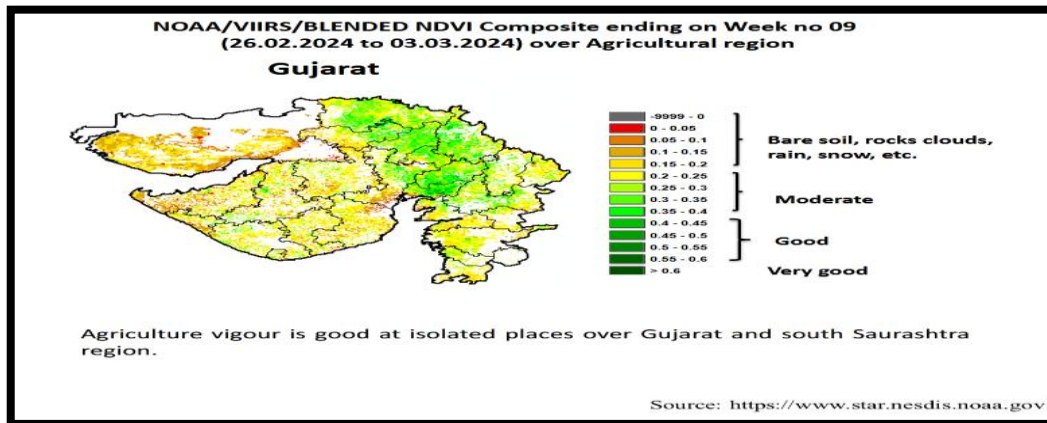 NOAA/VIIRS/BLENDED NDVI Composite ending on Week no 09
(26.02.2024 to 03.03.2024) over Agricultural region
Gujarat
-9999 - 0
0 - 0.05
0.05 - 0.1
0.1 - 0.15
0.15 - 0.2
0.2 - 0.25
0.25 - 0.3
0.3 - 0.35
0.35 - 0.4
0.4 - 0.45
0.45 - 0.5
0.5 - 0.55
0.55 - 0.6
> 0.6
Bare soil, rocks clouds,
rain, snow, etc.
Moderate
Good
Very good
Agriculture vigour is good at isolated places over Gujarat and south Saurashtra
region.
Source: https://www.star.nesdis.noaa.gov